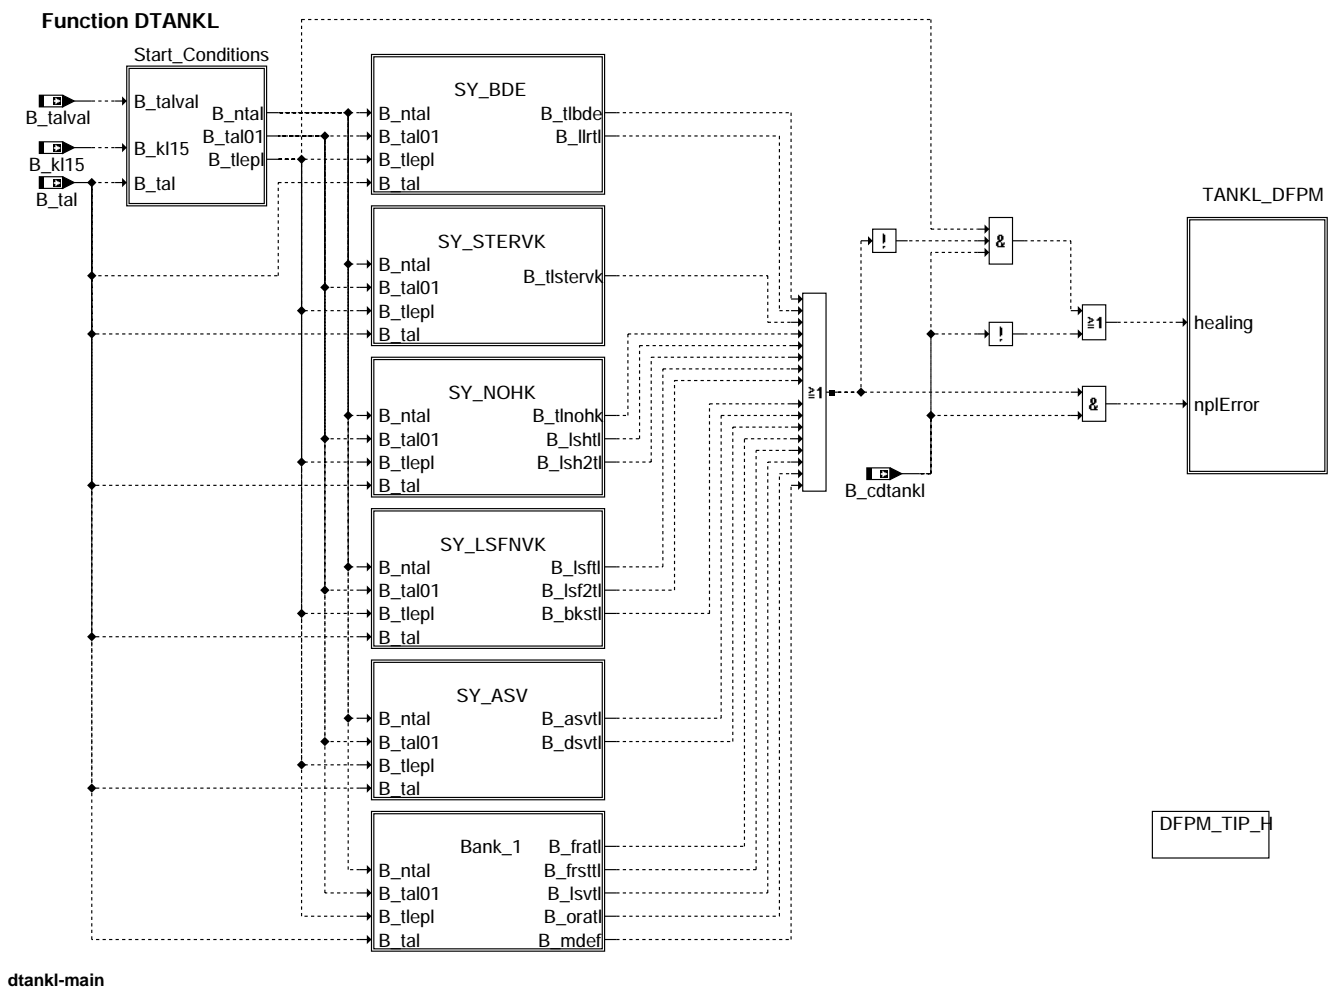 Function DTANKL
Start_Conditions
B_talval
B_kl15
B_tal
B_talval
B_kl15
B_tal
B_ntal
B_tal01
B_tlepl
SY_BDE
B_ntal
B_tal01
B_tlepl
B_tal
B_tlbde
B_llrtl
SY_STERVK
B_ntal
B_tal01
B_tlepl
B_tal
B_tlstervk
SY_NOHK
B_ntal
B_tal01
B_tlepl
B_tal
B_tlnohk
B_lshtl
B_lsh2tl
SY_LSFNVK
B_ntal
B_tal01
B_tlepl
B_tal
B_lsftl
B_lsf2tl
B_bkstl
SY_ASV
B_ntal
B_tal01
B_tlepl
B_tal
B_asvtl
B_dsvtl
Bank_1
B_ntal
B_tal01
B_tlepl
B_tal
B_fratl
B_frsttl
B_lsvtl
B_oratl
B_mdef
≧1
B_cdtankl
!
&
!
≧1
&
TANKL_DFPM
healing
nplError
DFPM_TIP_H
dtankl-main